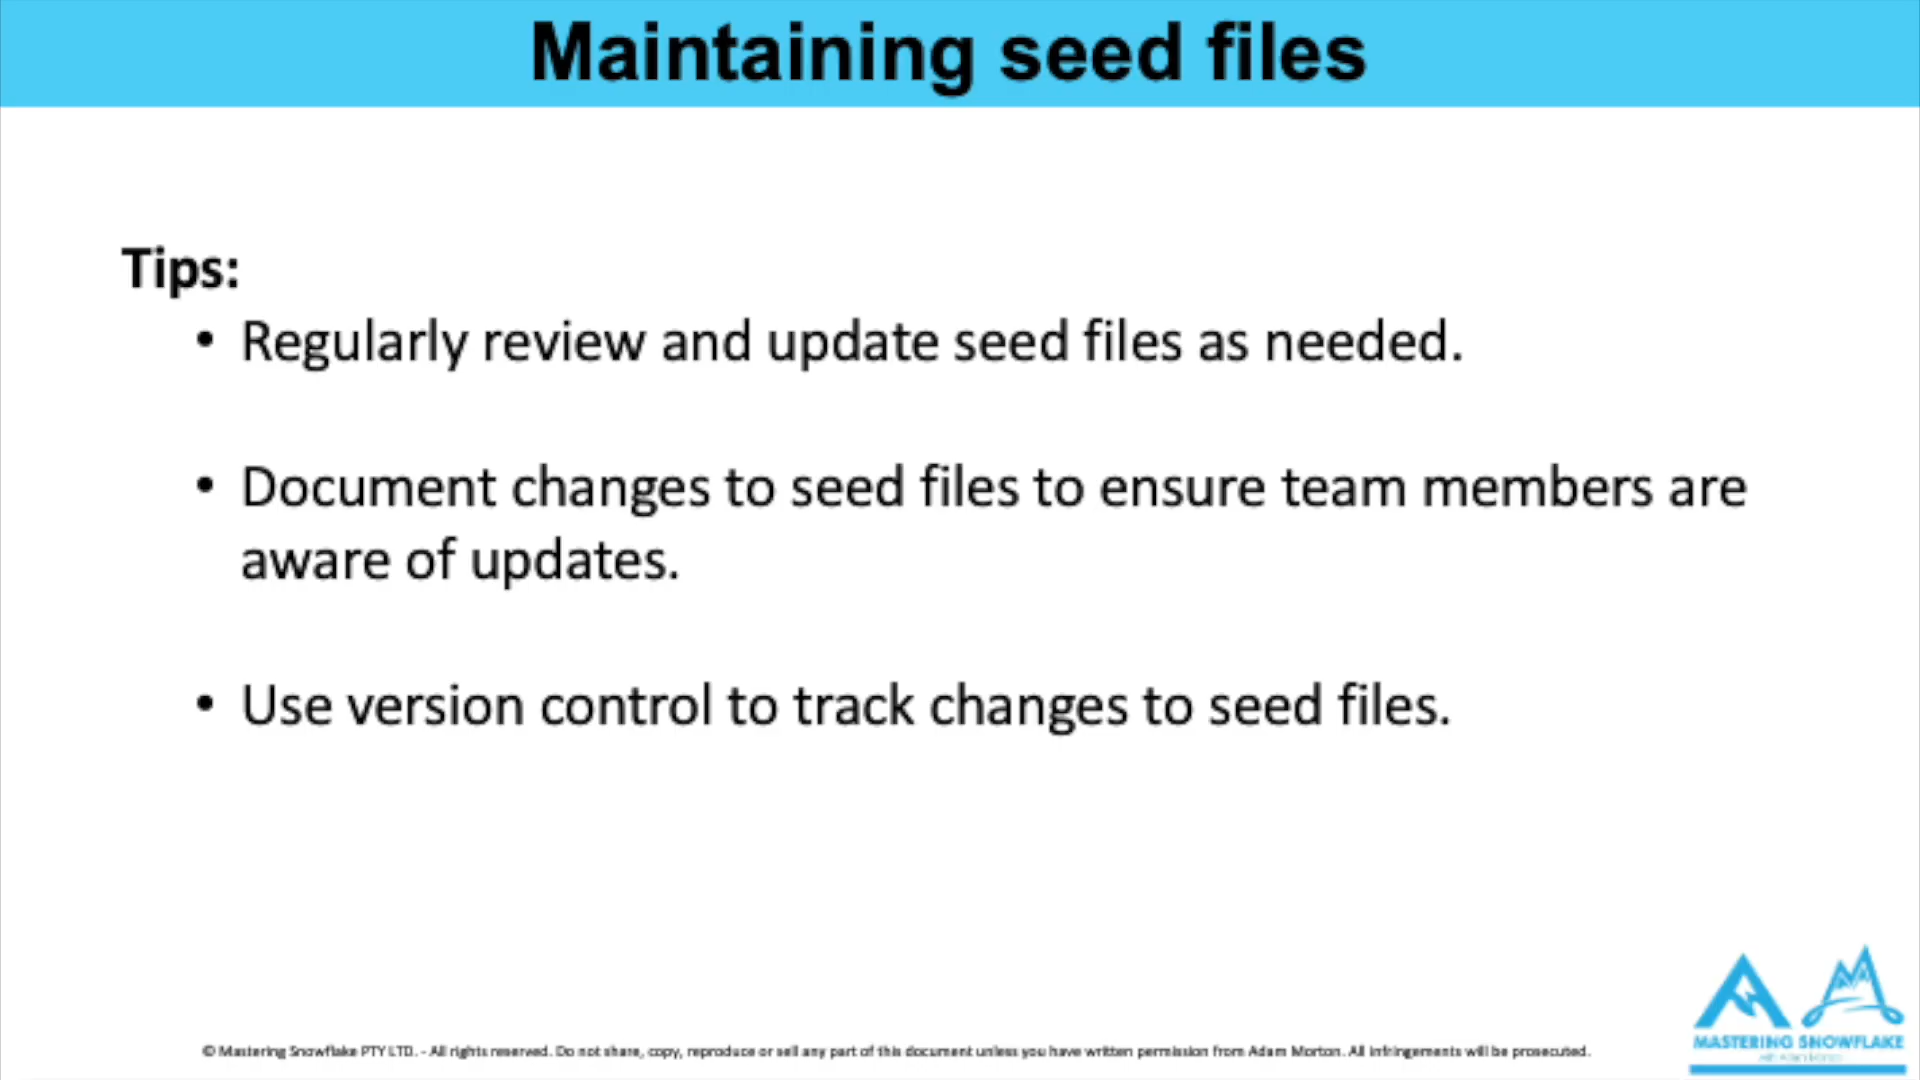 Maintaining seed files
Tips:
• Regularly review and update seed files as needed.
• Document changes to seed files to ensure team members are
aware of updates.
• Use version control to track changes to seed files.
© Mastering Snowflake PTY LTD. - All rights reserved. Do not share, copy, reproduce or sell any part of this document unless you have written permission from Adam Morton. All infringements will be prosecuted.
MASTERING SNOWFLAKE